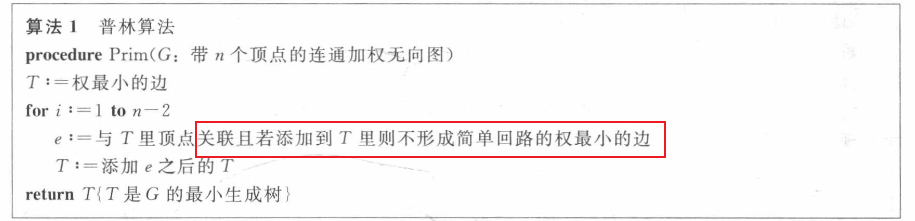 算法 1 普林算法
procedure Prim(G: 带 n 个顶点的连通加权无向图)
T:=权最小的边
for i:=1 to n−2
e:=与 T 里顶点关联且若添加到 T 里则不形成简单回路的权最小的边
T:=添加 e 之后的 T
return T{T 是 G 的最小生成树}